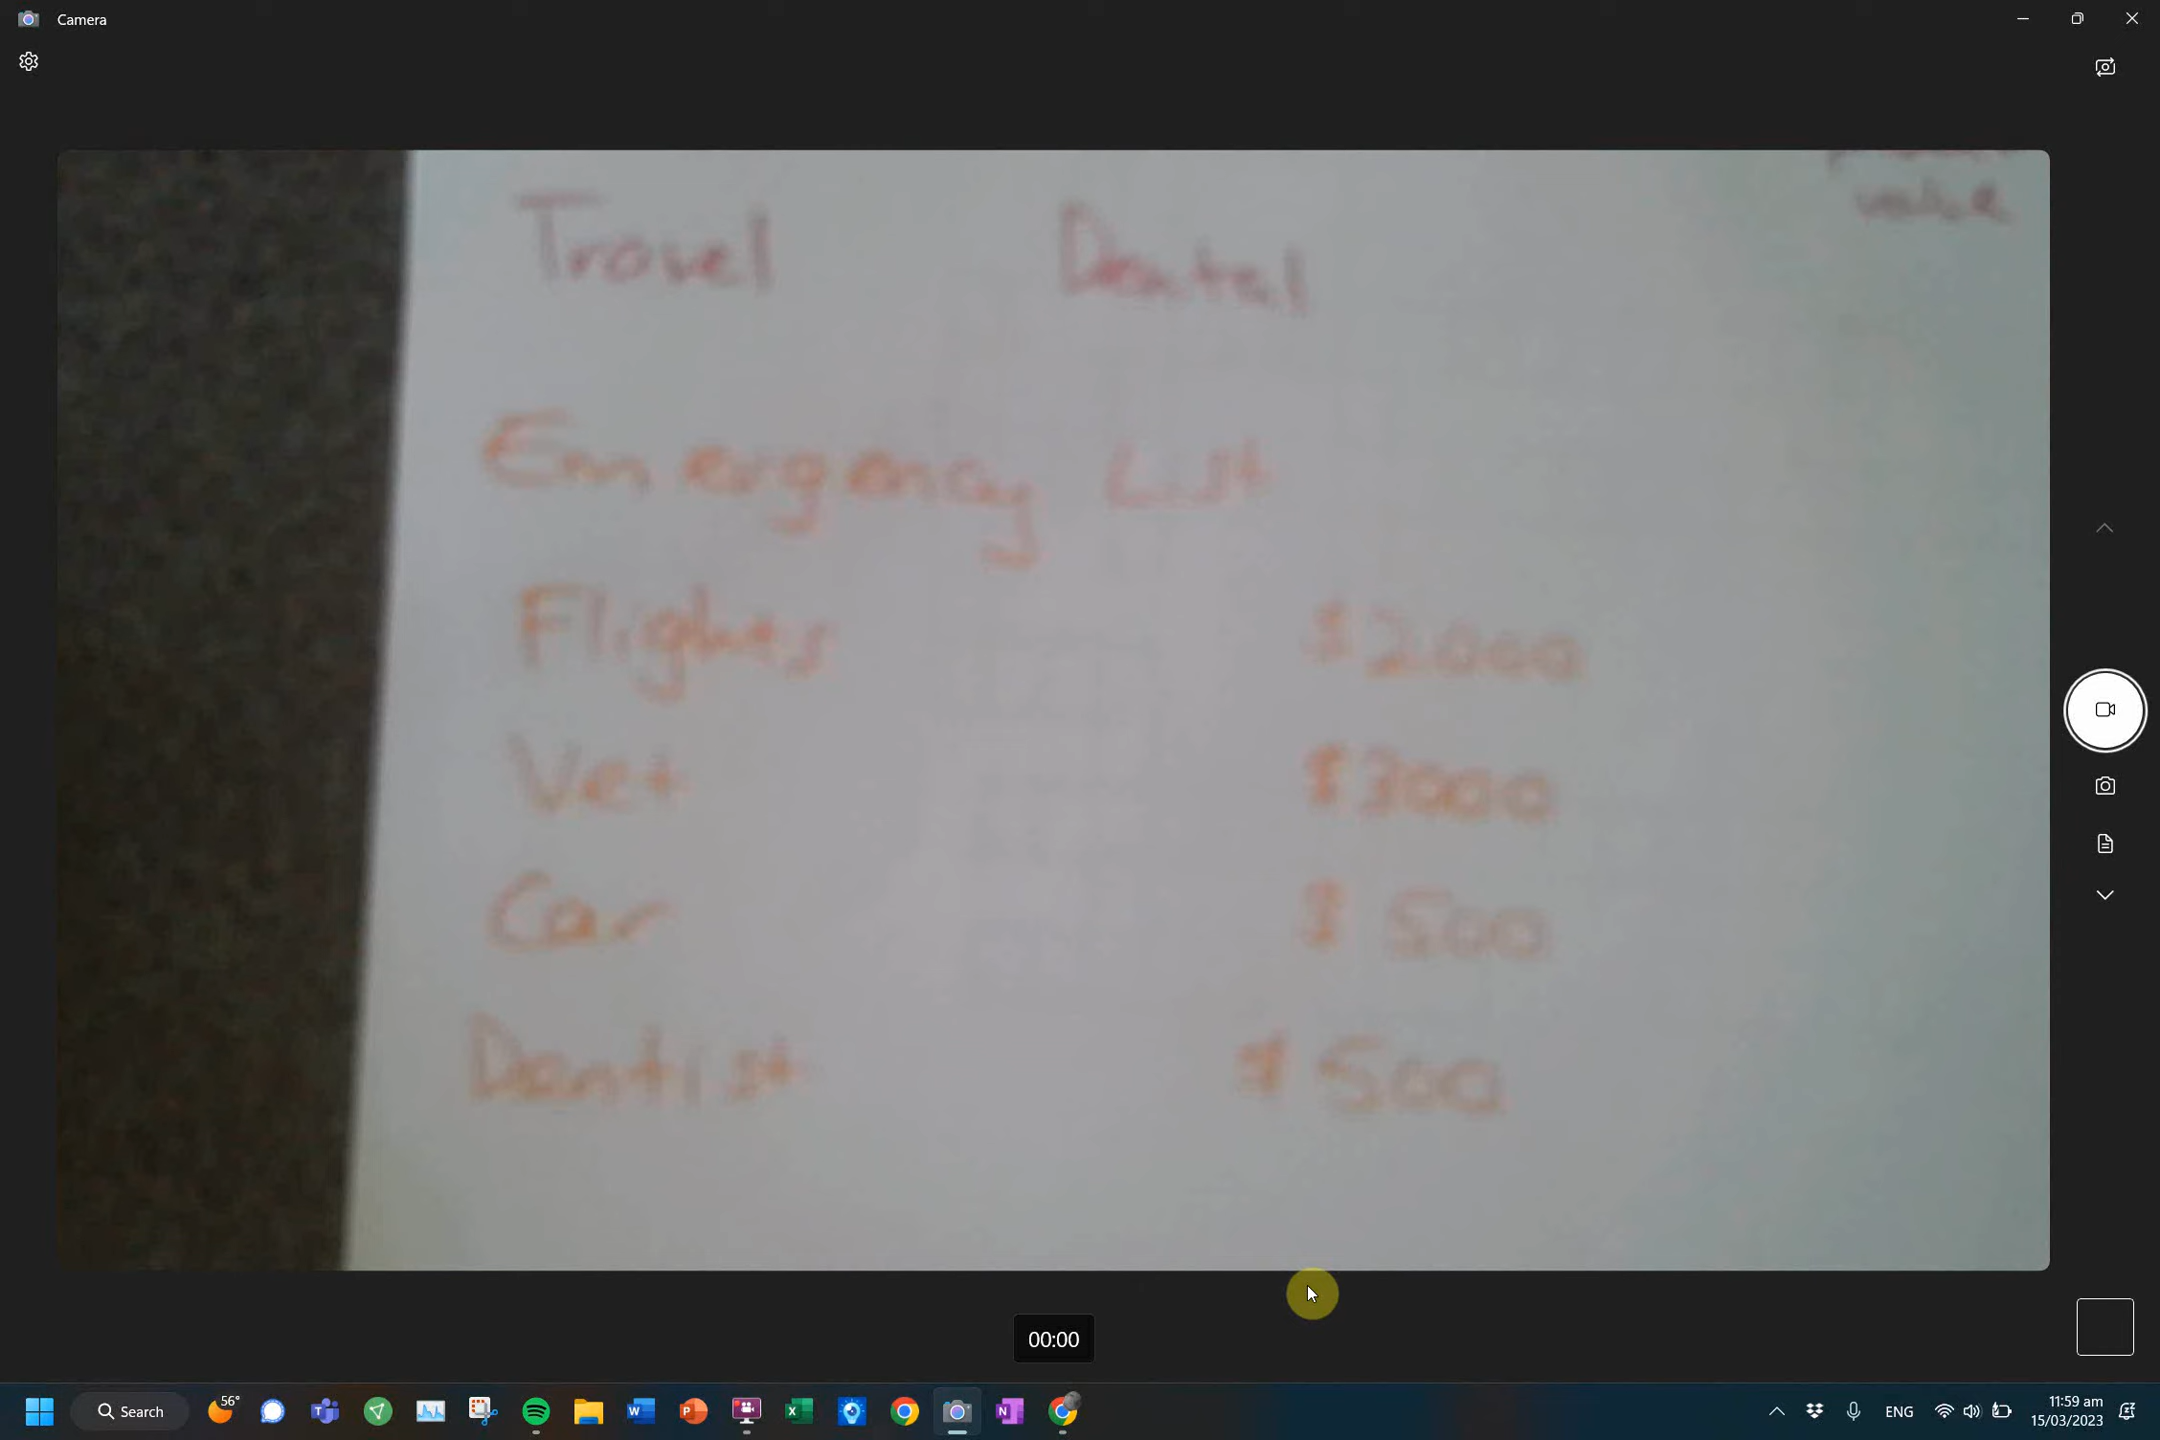 Camera
value
Travel Dental
Emergency List
Flights $2000
Vet $3000
Car $ 500
Dentist $ 500
00:00
56°
Search
ENG
11:59 am
15/03/2023